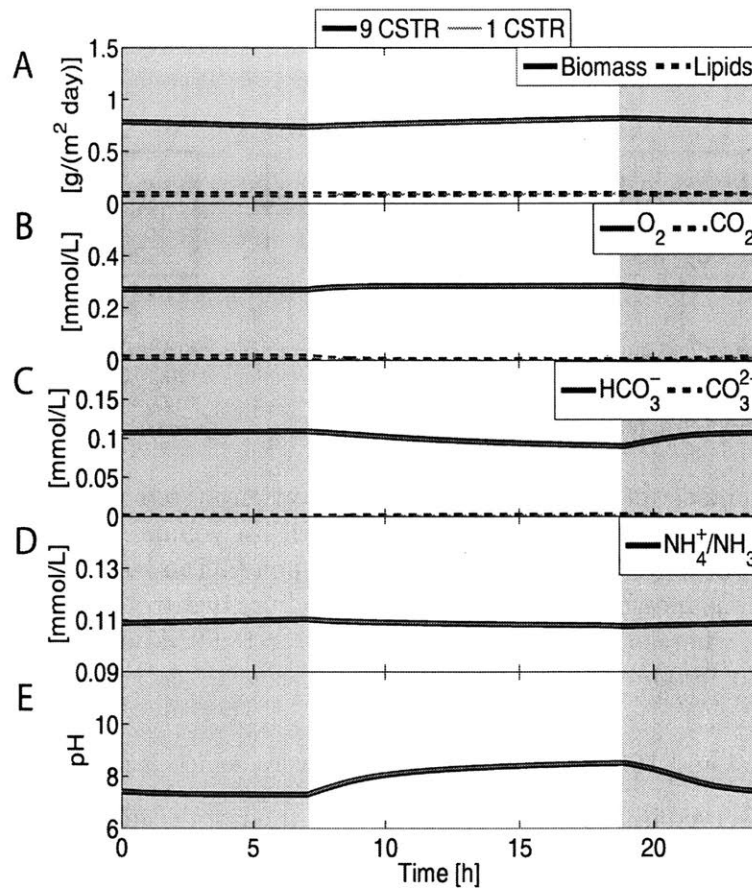 9 CSTR 1 CSTR
A
[g/(m² day)]
1.5
1
0.5
0
Biomass Lipids
B
[mmol/L]
0.4
0.2
0
O₂ CO₂
C
[mmol/L]
0.15
0.1
0.05
0
HCO₃⁻ CO₃²⁻
D
[mmol/L]
0.13
0.11
0.09
NH₄⁺/NH₃
E
pH
10
8
6
0 5 10 15 20
Time [h]